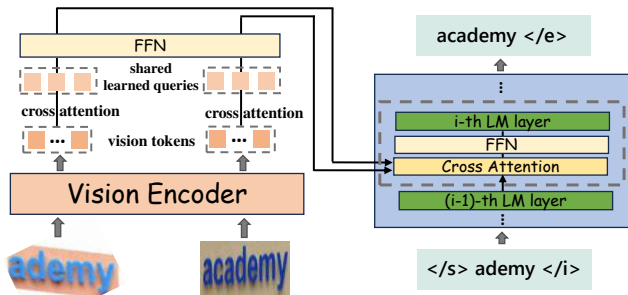 FFN
shared
learned queries
cross attention
cross attention
vision tokens
Vision Encoder
ademy
academy
academy </e>
i-th LM layer
FFN
Cross Attention
(i-1)-th LM layer
</s> ademy </i>